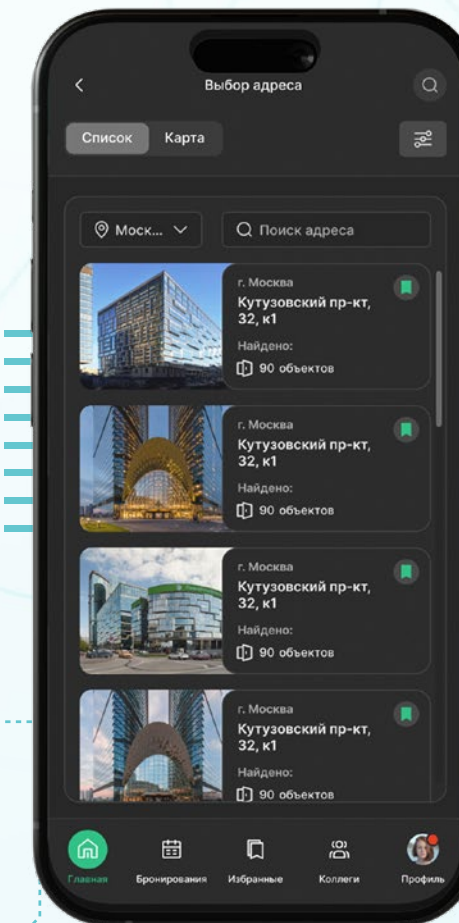 Выбор адреса
Список
Карта
Моск...
Поиск адреса
г. Москва
Кутузовский пр-кт,
32, к1
Найдено:
90 объектов
г. Москва
Кутузовский пр-кт,
32, к1
Найдено:
90 объектов
г. Москва
Кутузовский пр-кт,
32, к1
Найдено:
90 объектов
г. Москва
Кутузовский пр-кт,
32, к1
Найдено:
90 объектов
Главная
Бронирования
Избранные
Коллеги
Профиль